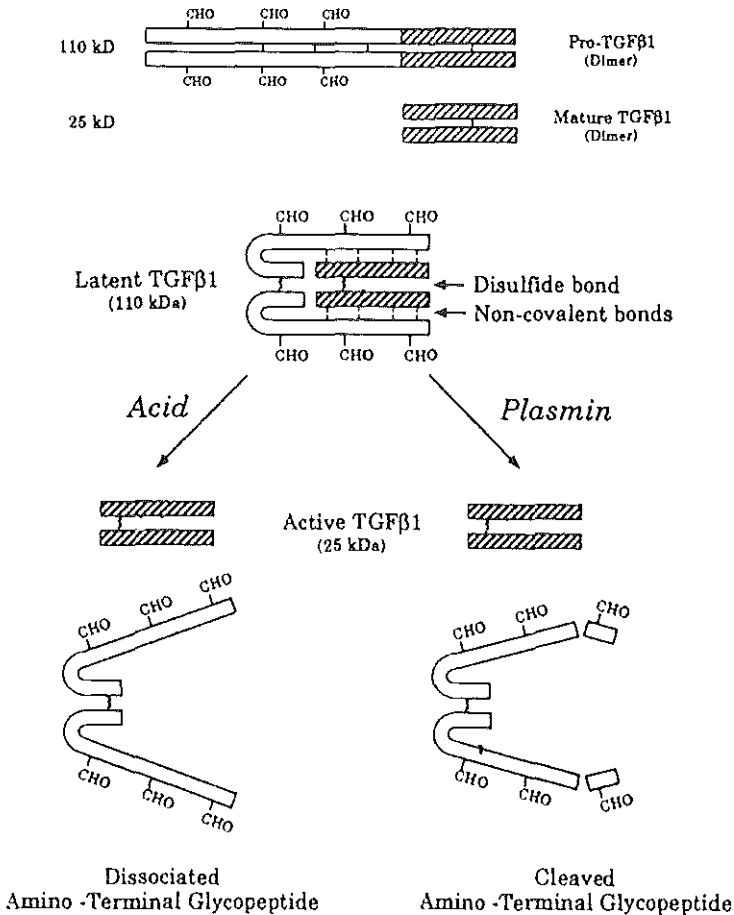 CHO CHO CHO
110 kD
Pro-TGFβ1
(Dimer)
CHO CHO CHO
25 kD
Mature TGFβ1
(Dimer)
CHO CHO CHO
Latent TGFβ1
(110 kDa)
Disulfide bond
Non-covalent bonds
CHO CHO CHO
Acid
Plasmin
Active TGFβ1
(25 kDa)
CHO CHO CHO
CHO CHO CHO
CHO CHO CHO
CHO CHO CHO
Dissociated
Amino -Terminal Glycopeptide
Cleaved
Amino -Terminal Glycopeptide